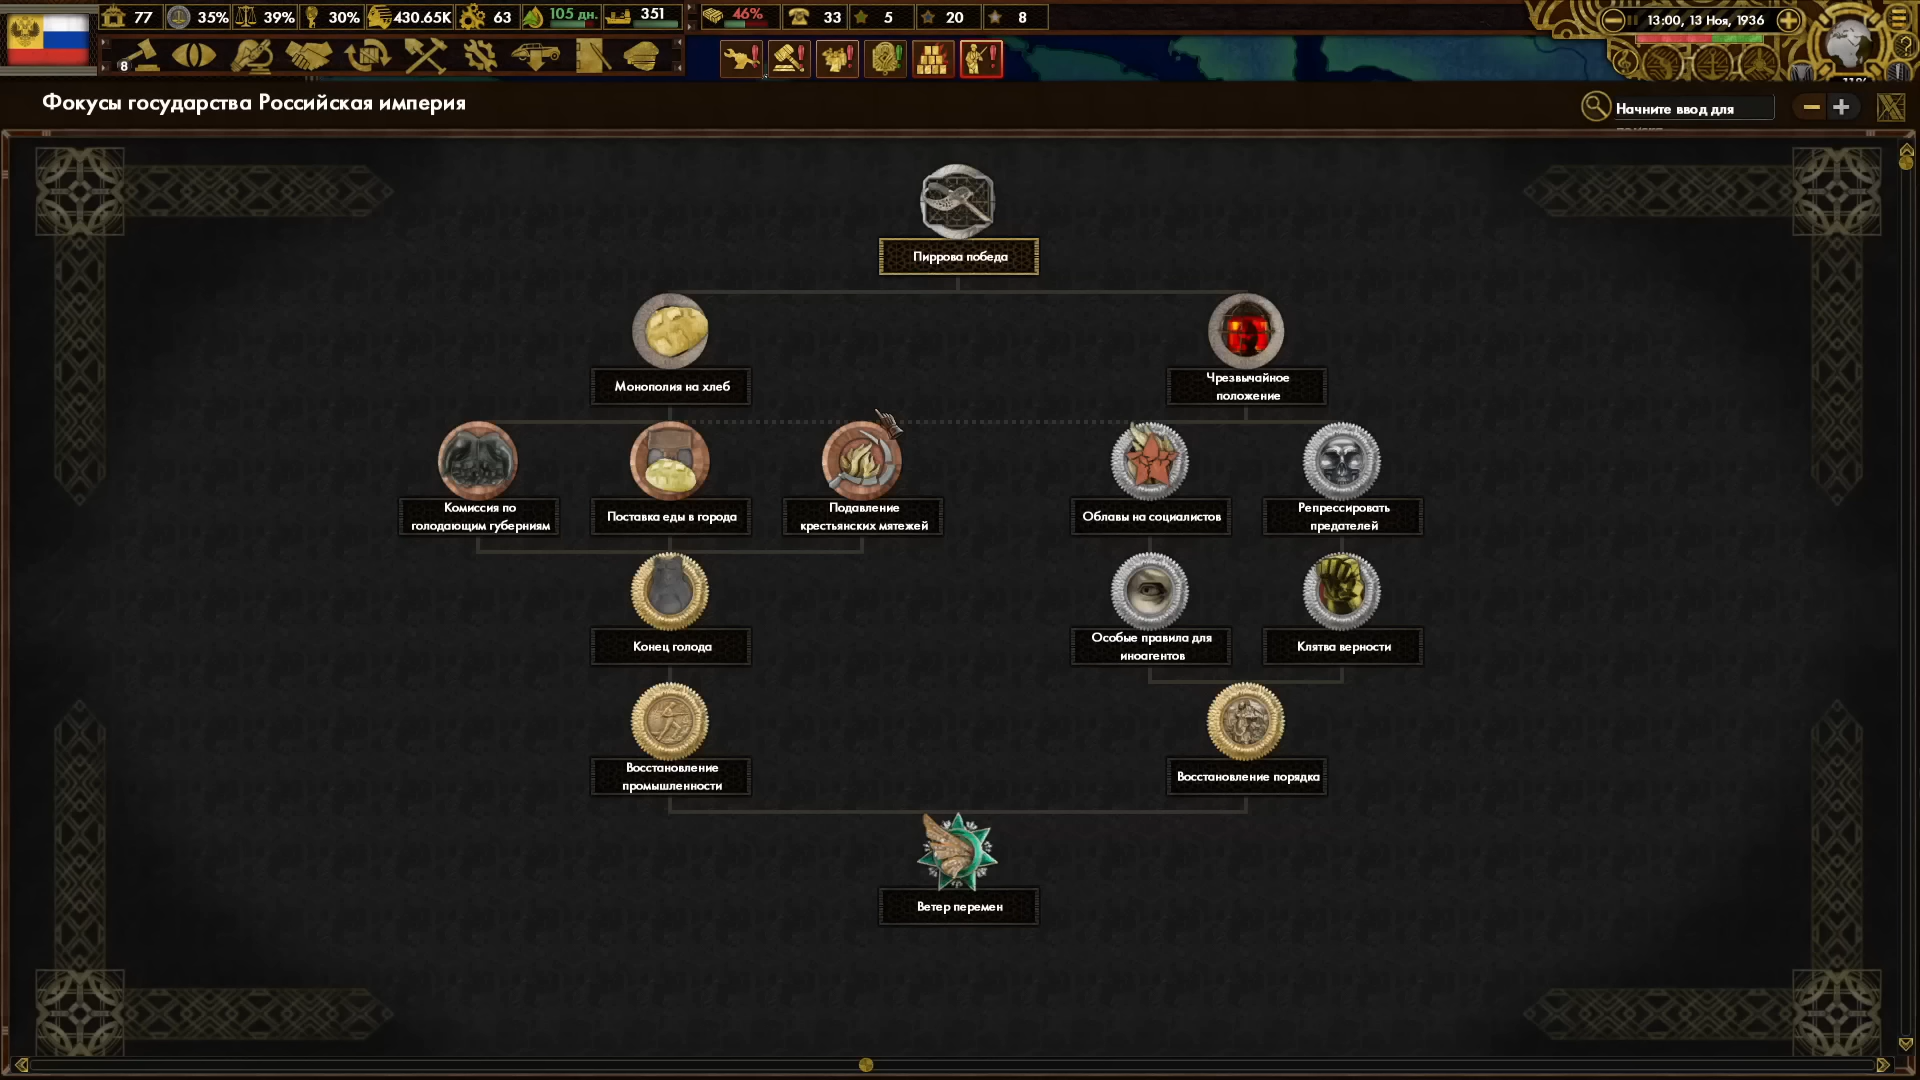 77
35%
39%
30%
430.65K
63
105 дн.
351
46%
33
5
20
8
13:00, 13 Ноя, 1936
8
Фокусы государства Российская империя
Начните ввод для
Пиррова победа
Монополия на хлеб
Чрезвычайное
положение
Комиссия по
голодающим губерниям
Поставка еды в города
Подавление
крестьянских мятежей
Облавы на социалистов
Репрессировать
предателей
Конец голода
Особые правила для
иноагентов
Клятва верности
Восстановление
промышленности
Восстановление порядка
Ветер перемен